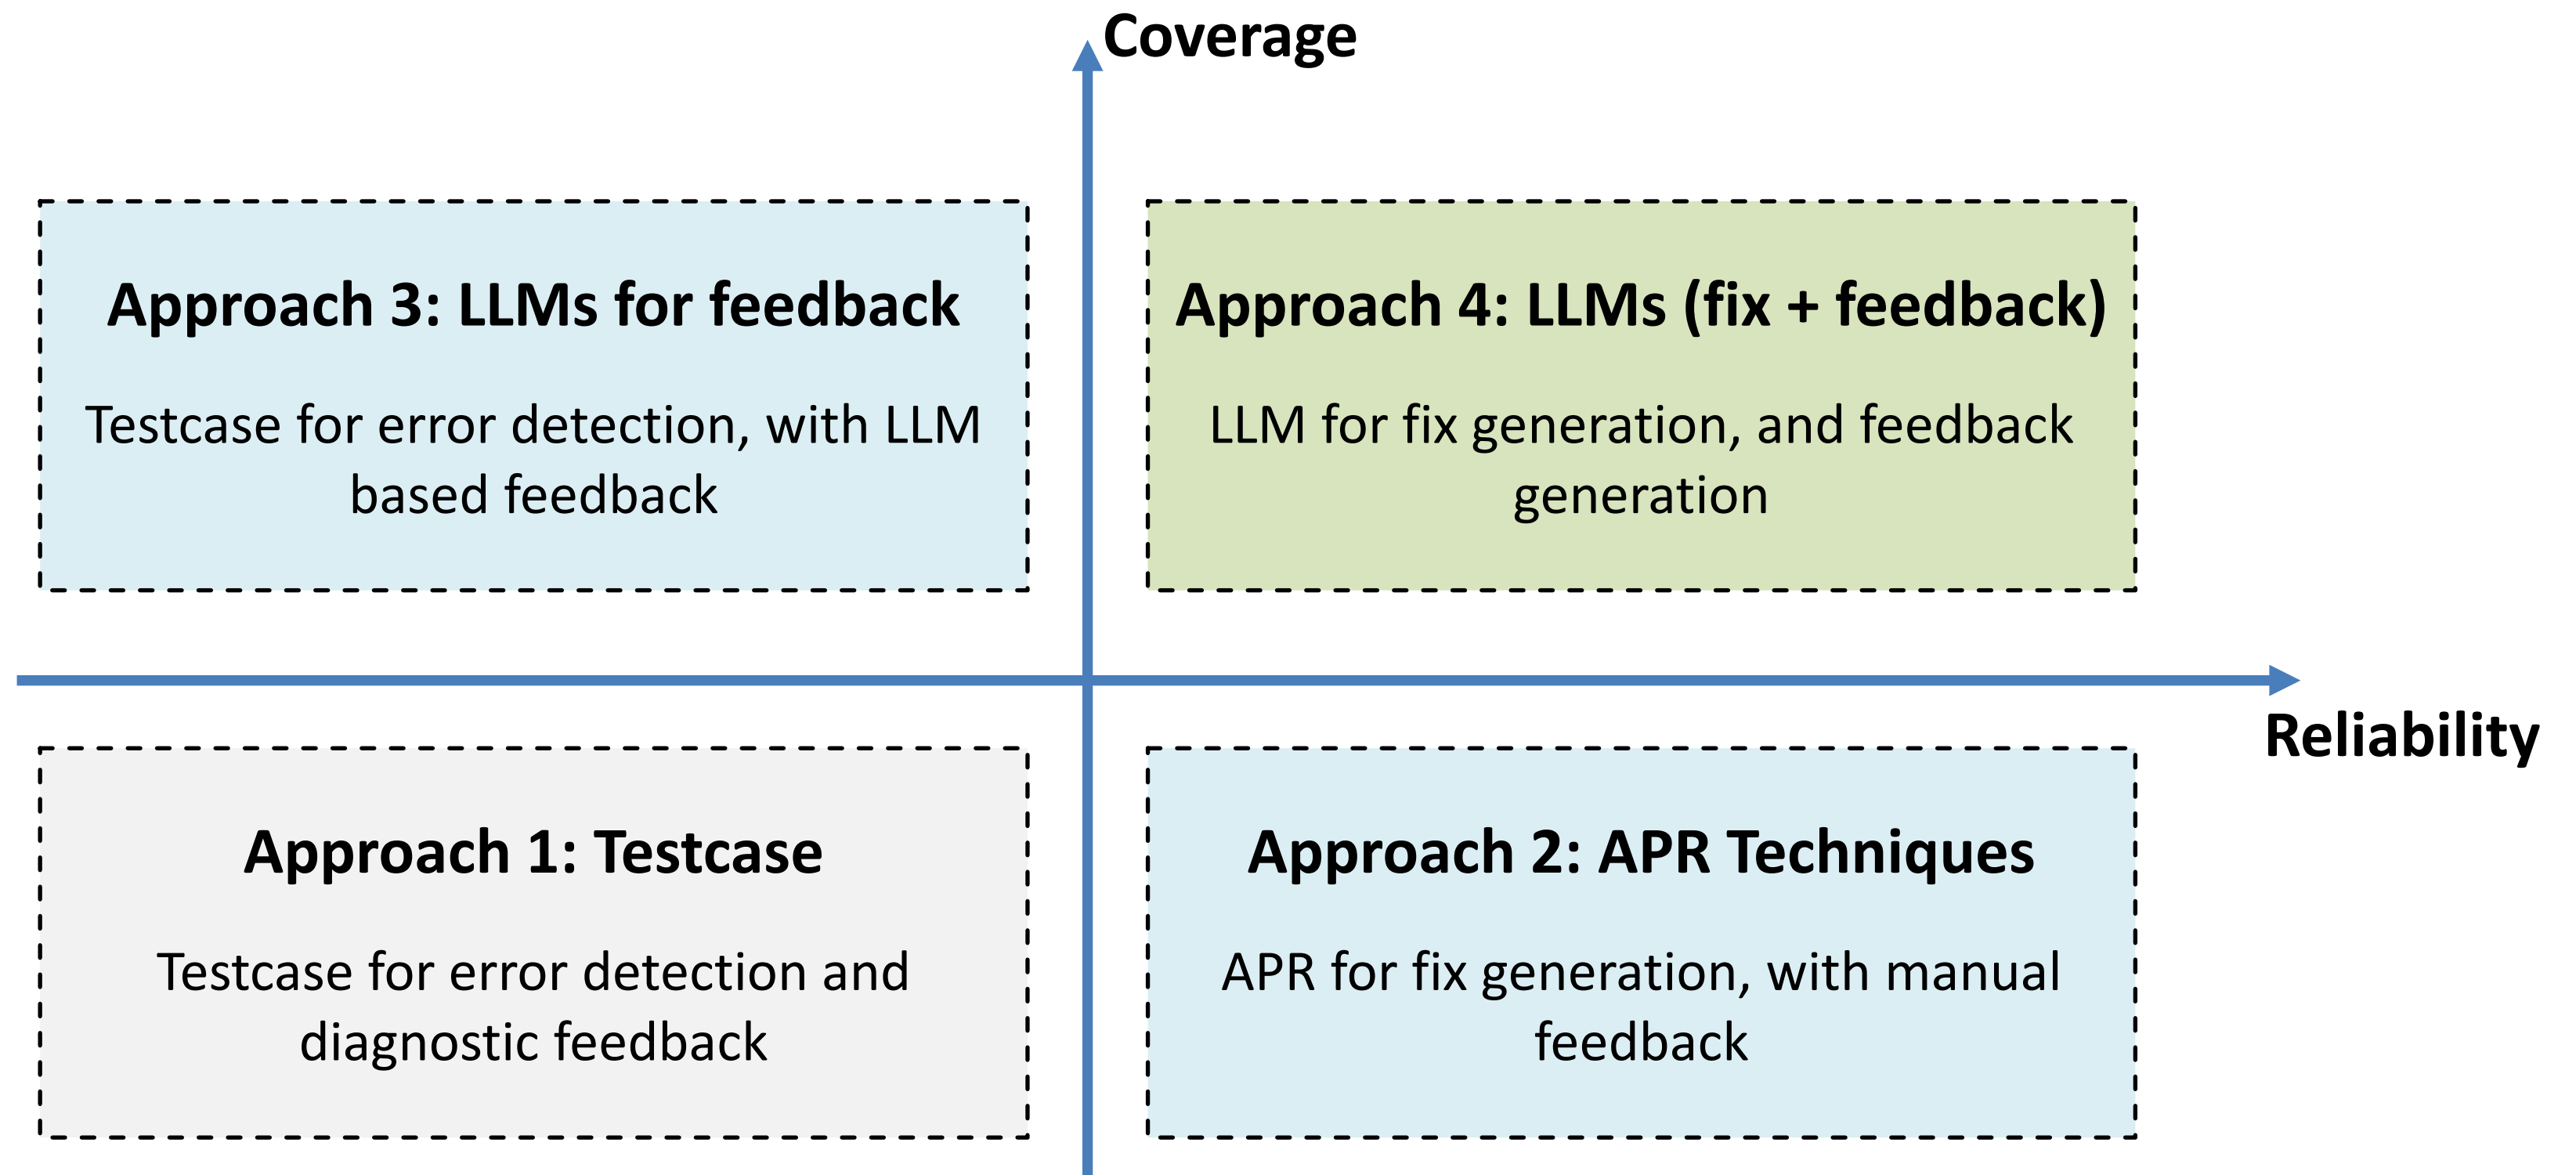 Coverage
Approach 3: LLMs for feedback
Testcase for error detection, with LLM
based feedback
Approach 4: LLMs (fix + feedback)
LLM for fix generation, and feedback
generation
Reliability
Approach 1: Testcase
Testcase for error detection and
diagnostic feedback
Approach 2: APR Techniques
APR for fix generation, with manual
feedback